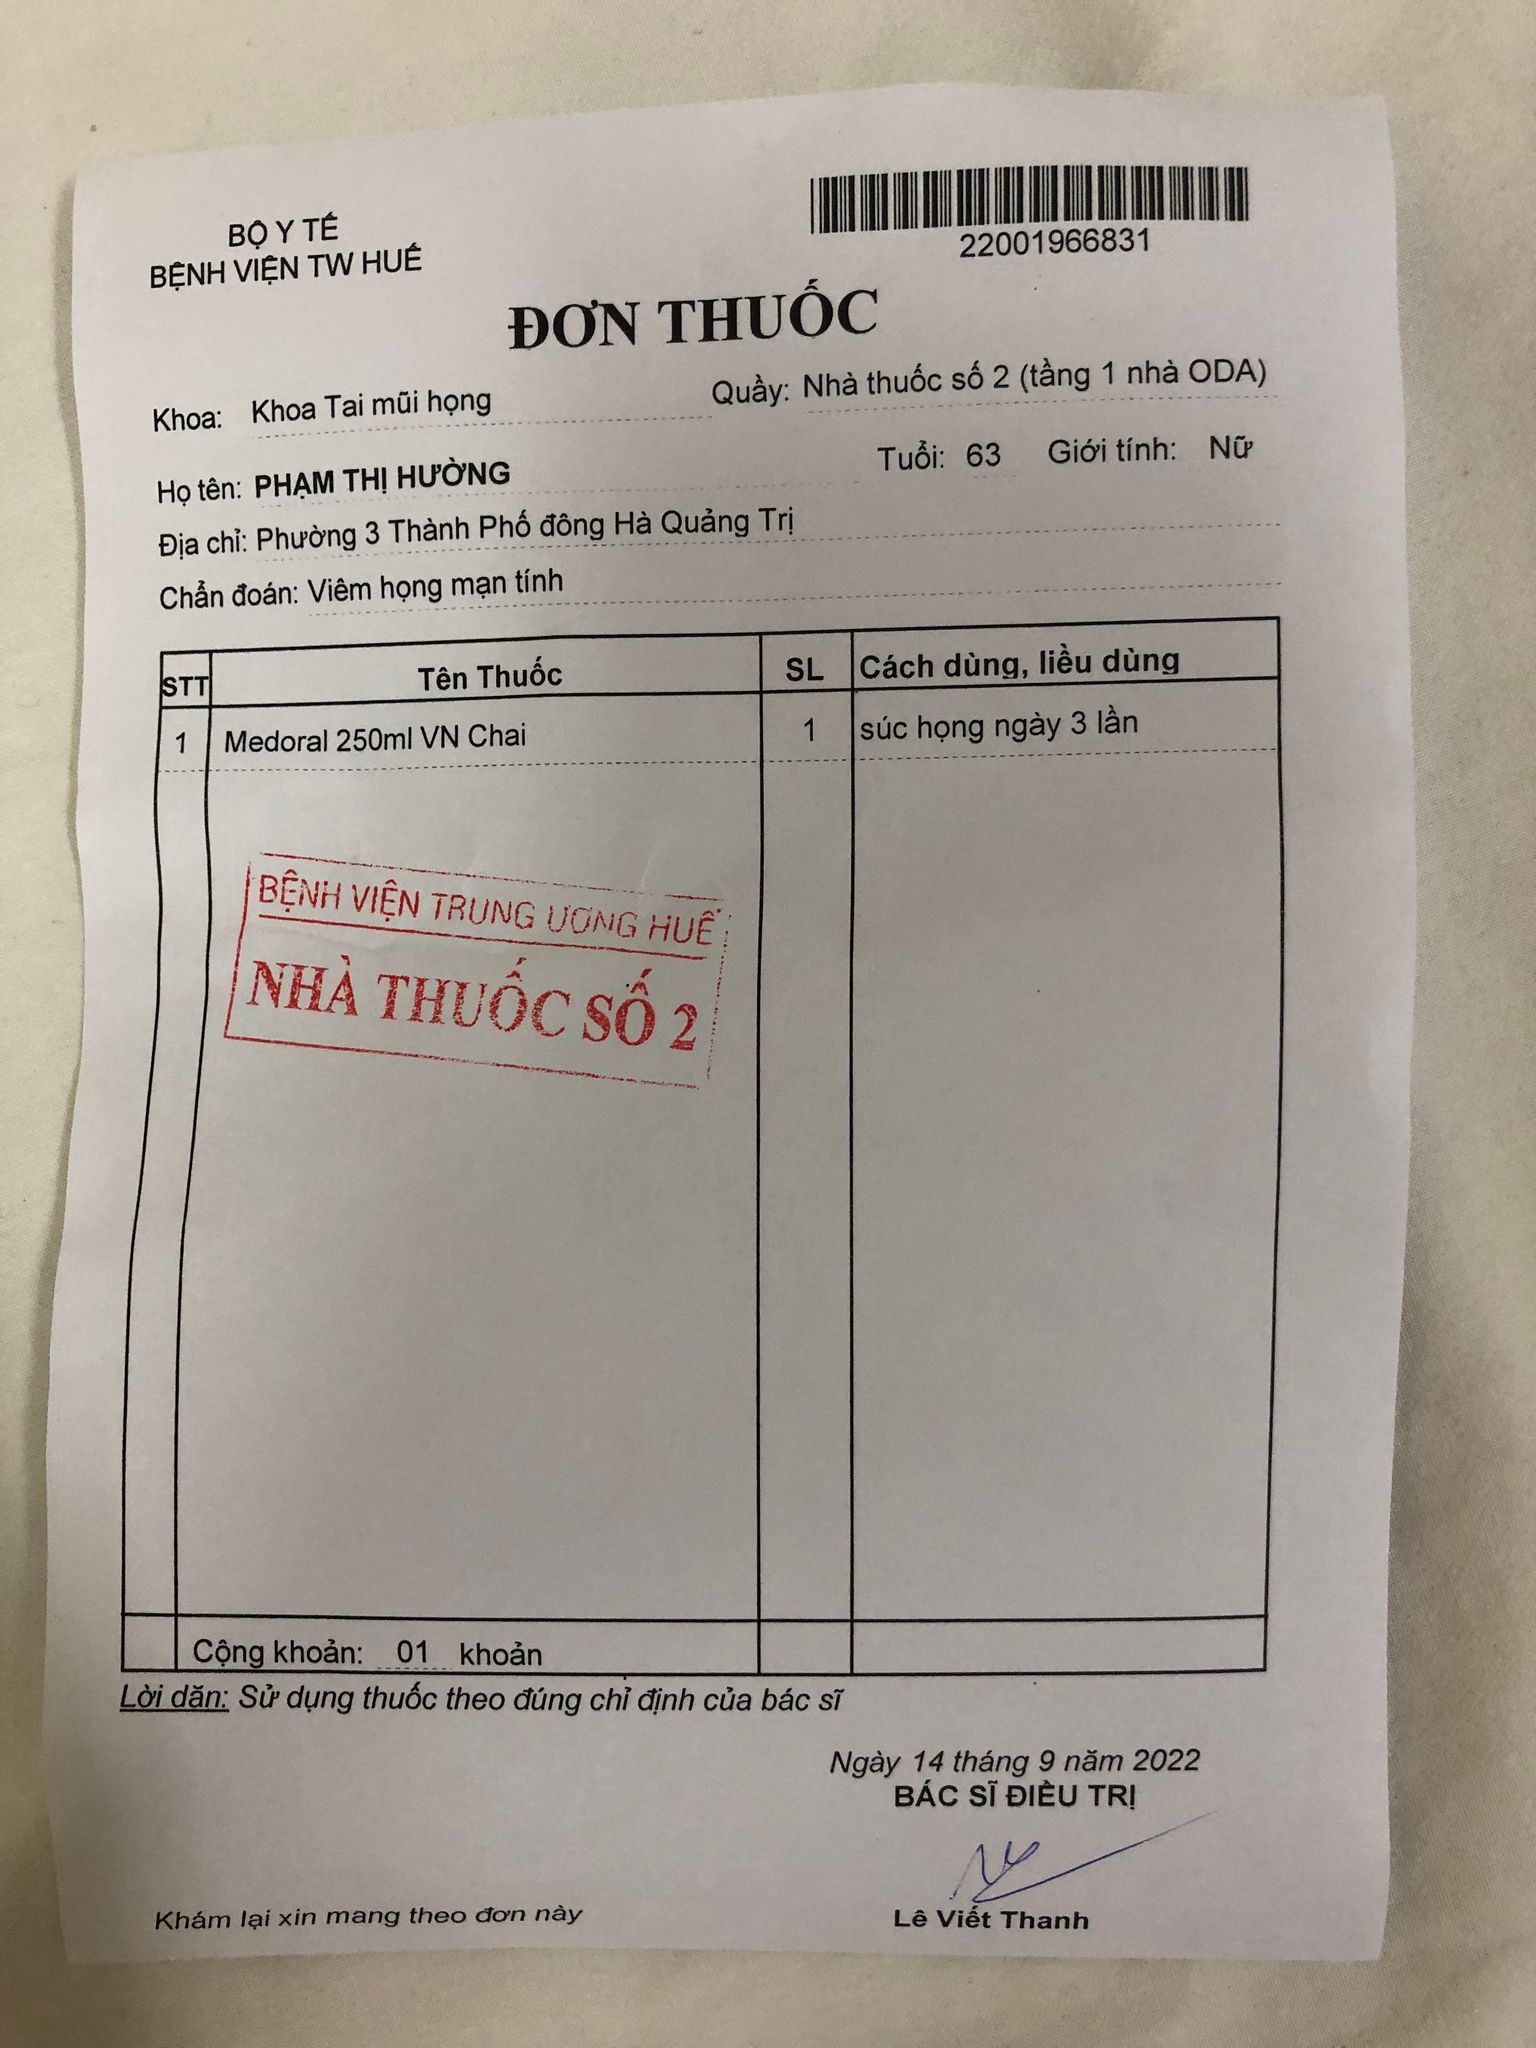 BỘ Y TẾ
BỆNH VIỆN TW HUẾ
22001966831
ĐƠN THUỐC
Khoa: Khoa Tai mũi họng Quầy: Nhà thuốc số 2 (tầng 1 nhà ODA)
Họ tên: PHẠM THỊ HƯỜNG Tuổi: 63 Giới tính: Nữ
Địa chỉ: Phường 3 Thành Phố đông Hà Quảng Trị
Chẩn đoán: Viêm họng mạn tính
STT Tên Thuốc SL Cách dùng, liều dùng
1 Medoral 250ml VN Chai 1 súc họng ngày 3 lần
BỆNH VIỆN TRUNG ƯƠNG HUẾ
NHÀ THUỐC SỐ 2
Cộng khoản: 01 khoản
Lời dặn: Sử dụng thuốc theo đúng chỉ định của bác sĩ
Ngày 14 tháng 9 năm 2022
BÁC SĨ ĐIỀU TRỊ
Khám lại xin mang theo đơn này Lê Viết Thanh